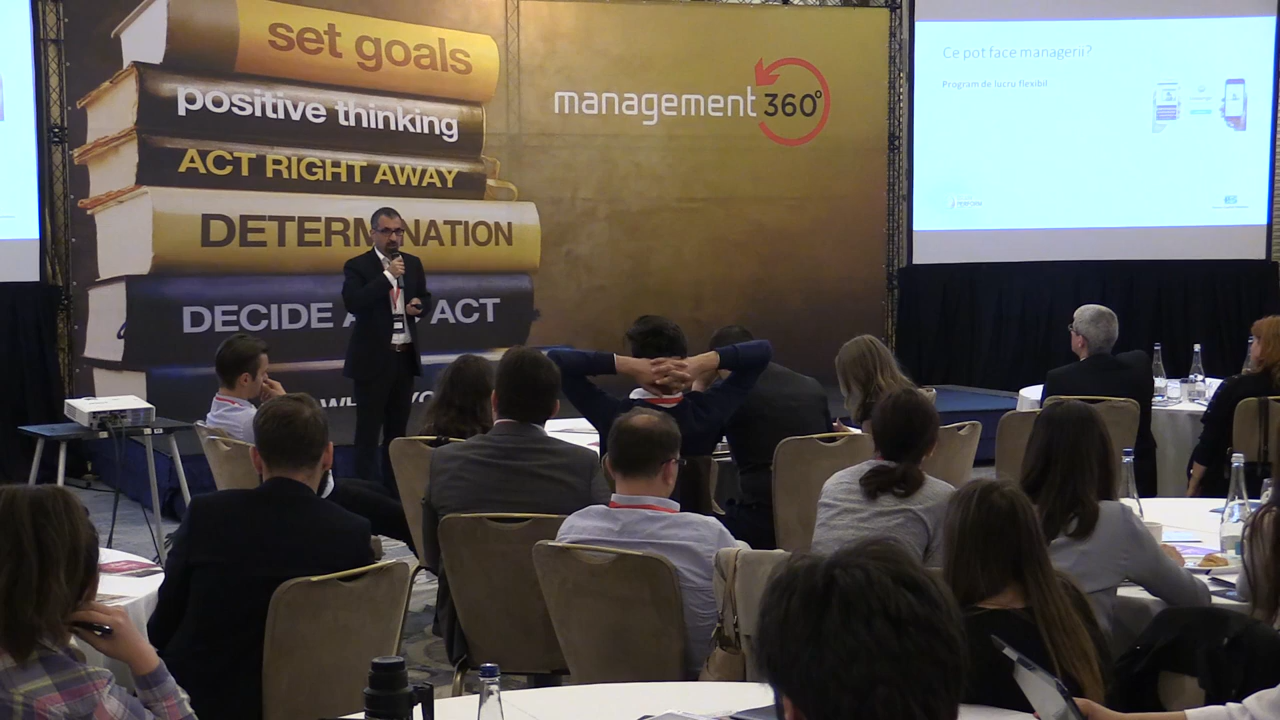 set goals
positive thinking
ACT RIGHT AWAY
DETERMINATION
DECIDE A ACT
management 360°
Ce pot face managerii?
Program de lucru flexibil